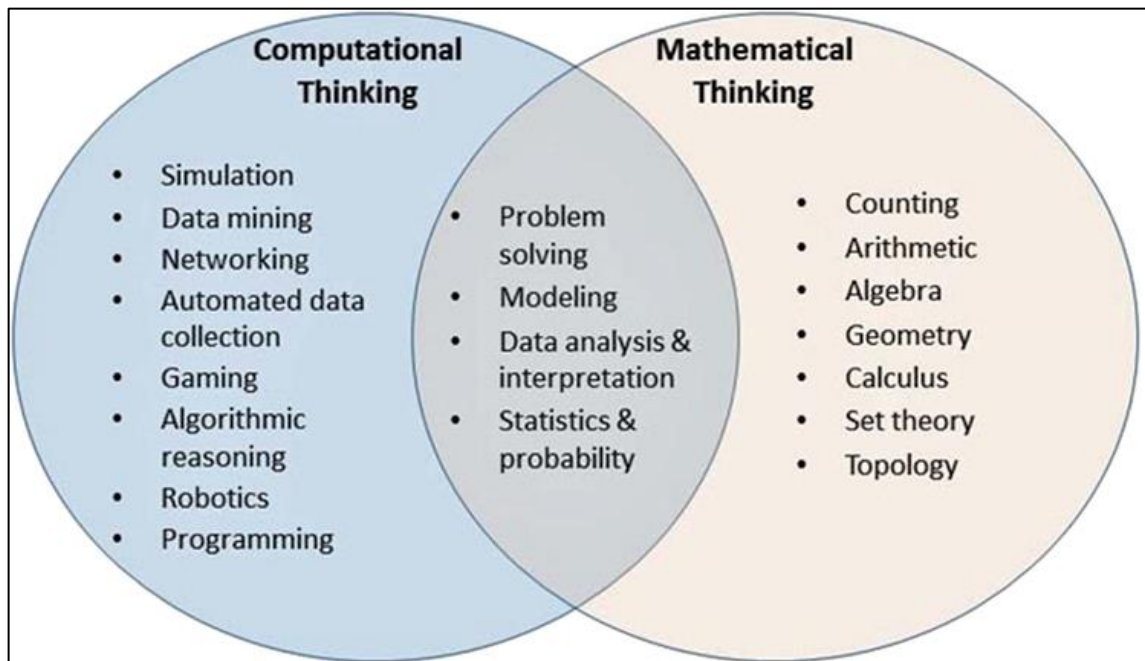 Computational
Thinking
• Simulation
• Data mining
• Networking
• Automated data
collection
• Gaming
• Algorithmic
reasoning
• Robotics
• Programming
• Problem
solving
• Modeling
• Data analysis &
interpretation
• Statistics &
probability
Mathematical
Thinking
• Counting
• Arithmetic
• Algebra
• Geometry
• Calculus
• Set theory
• Topology